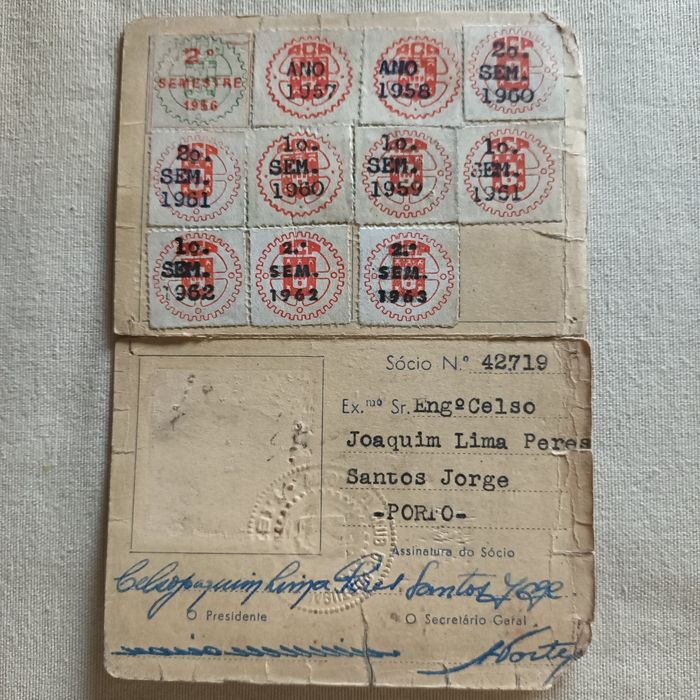 2.º SEMESTRE 1956
ANO 1957
ANO 1958
2o. SEM. 1960
2o. SEM. 1961
1o. SEM. 1960
1o. SEM. 1959
1o. SEM. 1961
1o. SEM. 1962
2.º SEM. 1962
2.º SEM. 1963
Sócio N.º 42719
Ex.mo Sr. EngºCelso
Joaquim Lima Peres
Santos Jorge
-PORTO-
Assinatura do Sócio
Celso Joaquim Lima Peres Santos Jorge
O Presidente
O Secretário Geral